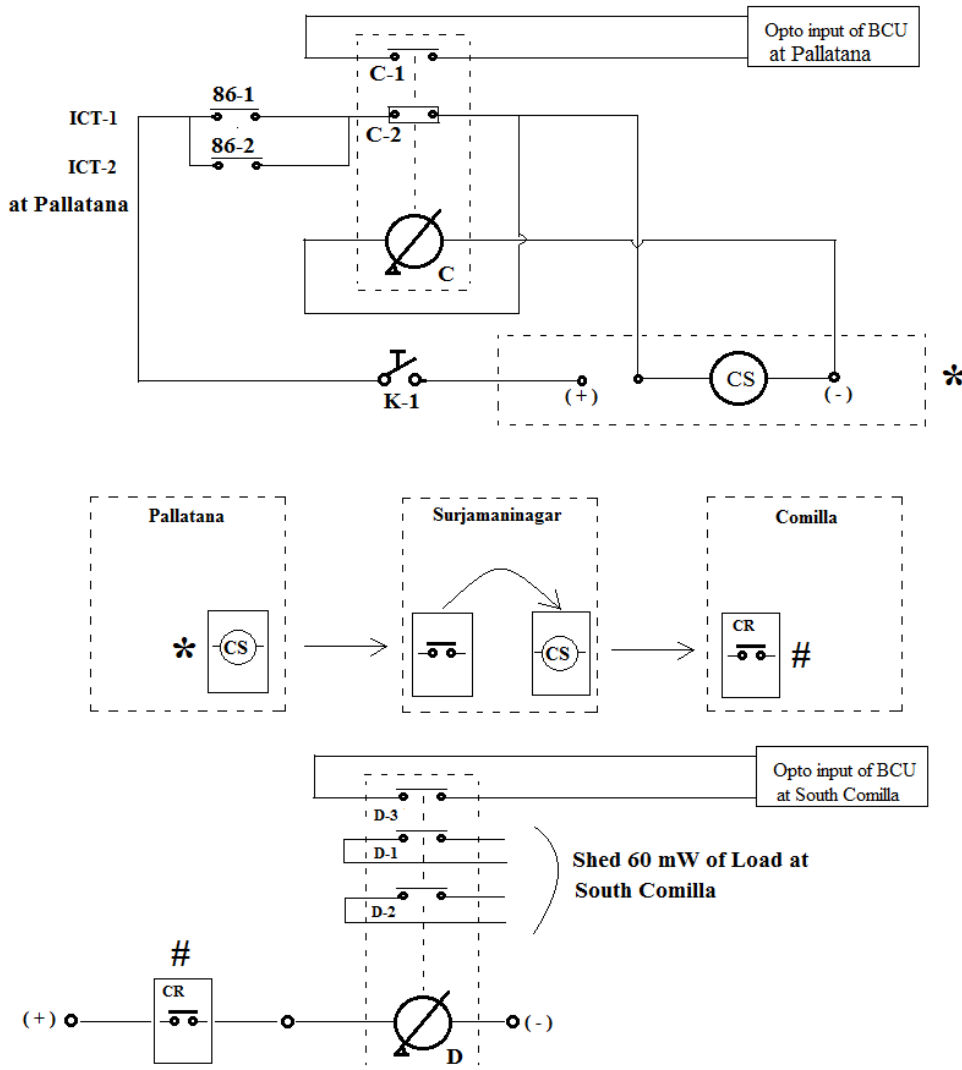 Opto input of BCU
at Pallatana
C-1
86-1
ICT-1
C-2
86-2
ICT-2
at Pallatana
C
K-1
(+)
CS
(-)
*
Pallatana
Surjamaninagar
Comilla
CR
* CS
CS
#
Opto input of BCU
at South Comilla
D-3
D-1
Shed 60 mW of Load at
South Comilla
D-2
#
CR
(+)
(-)
D